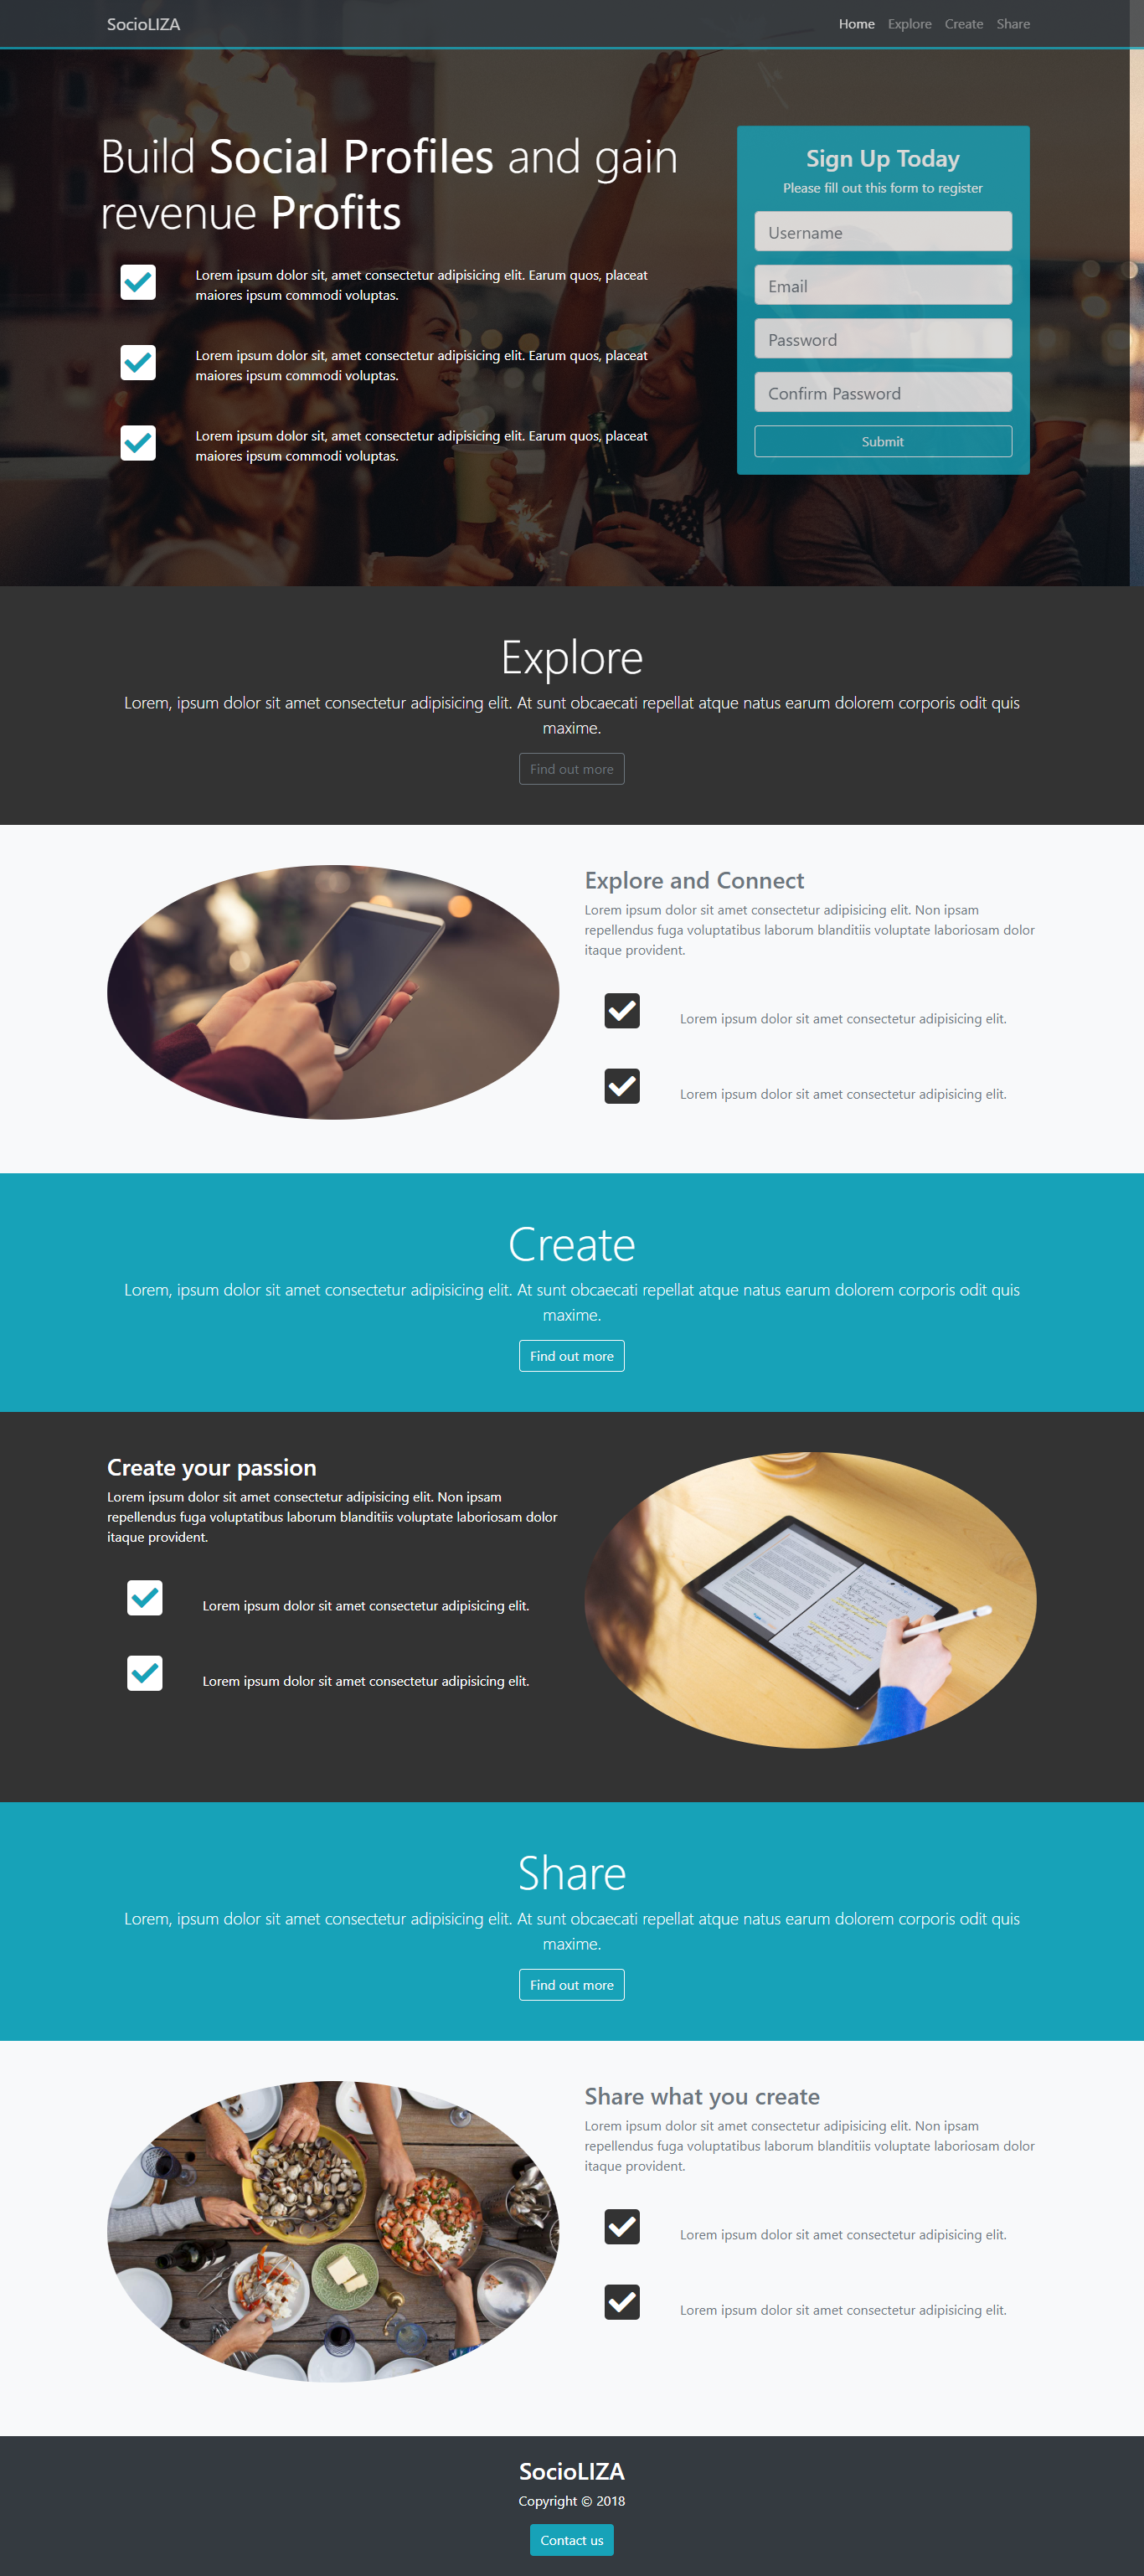 SocioLIZA
Home Explore Create Share
Build Social Profiles and gain
revenue Profits
Lorem ipsum dolor sit, amet consectetur adipisicing elit. Earum quos, placeat
maiores ipsum commodi voluptas.
Lorem ipsum dolor sit, amet consectetur adipisicing elit. Earum quos, placeat
maiores ipsum commodi voluptas.
Lorem ipsum dolor sit, amet consectetur adipisicing elit. Earum quos, placeat
maiores ipsum commodi voluptas.
Sign Up Today
Please fill out this form to register
Username
Email
Password
Confirm Password
Submit
Explore
Lorem, ipsum dolor sit amet consectetur adipisicing elit. At sunt obcaecati repellat atque natus earum dolorem corporis odit quis
maxime.
Find out more
Explore and Connect
Lorem ipsum dolor sit amet consectetur adipisicing elit. Non ipsam
repellendus fuga voluptatibus laborum blanditiis voluptate laboriosam dolor
itaque provident.
Lorem ipsum dolor sit amet consectetur adipisicing elit.
Lorem ipsum dolor sit amet consectetur adipisicing elit.
Create
Lorem, ipsum dolor sit amet consectetur adipisicing elit. At sunt obcaecati repellat atque natus earum dolorem corporis odit quis
maxime.
Find out more
Create your passion
Lorem ipsum dolor sit amet consectetur adipisicing elit. Non ipsam
repellendus fuga voluptatibus laborum blanditiis voluptate laboriosam dolor
itaque provident.
Lorem ipsum dolor sit amet consectetur adipisicing elit.
Lorem ipsum dolor sit amet consectetur adipisicing elit.
Share
Lorem, ipsum dolor sit amet consectetur adipisicing elit. At sunt obcaecati repellat atque natus earum dolorem corporis odit quis
maxime.
Find out more
Share what you create
Lorem ipsum dolor sit amet consectetur adipisicing elit. Non ipsam
repellendus fuga voluptatibus laborum blanditiis voluptate laboriosam dolor
itaque provident.
Lorem ipsum dolor sit amet consectetur adipisicing elit.
Lorem ipsum dolor sit amet consectetur adipisicing elit.
SocioLIZA
Copyright © 2018
Contact us